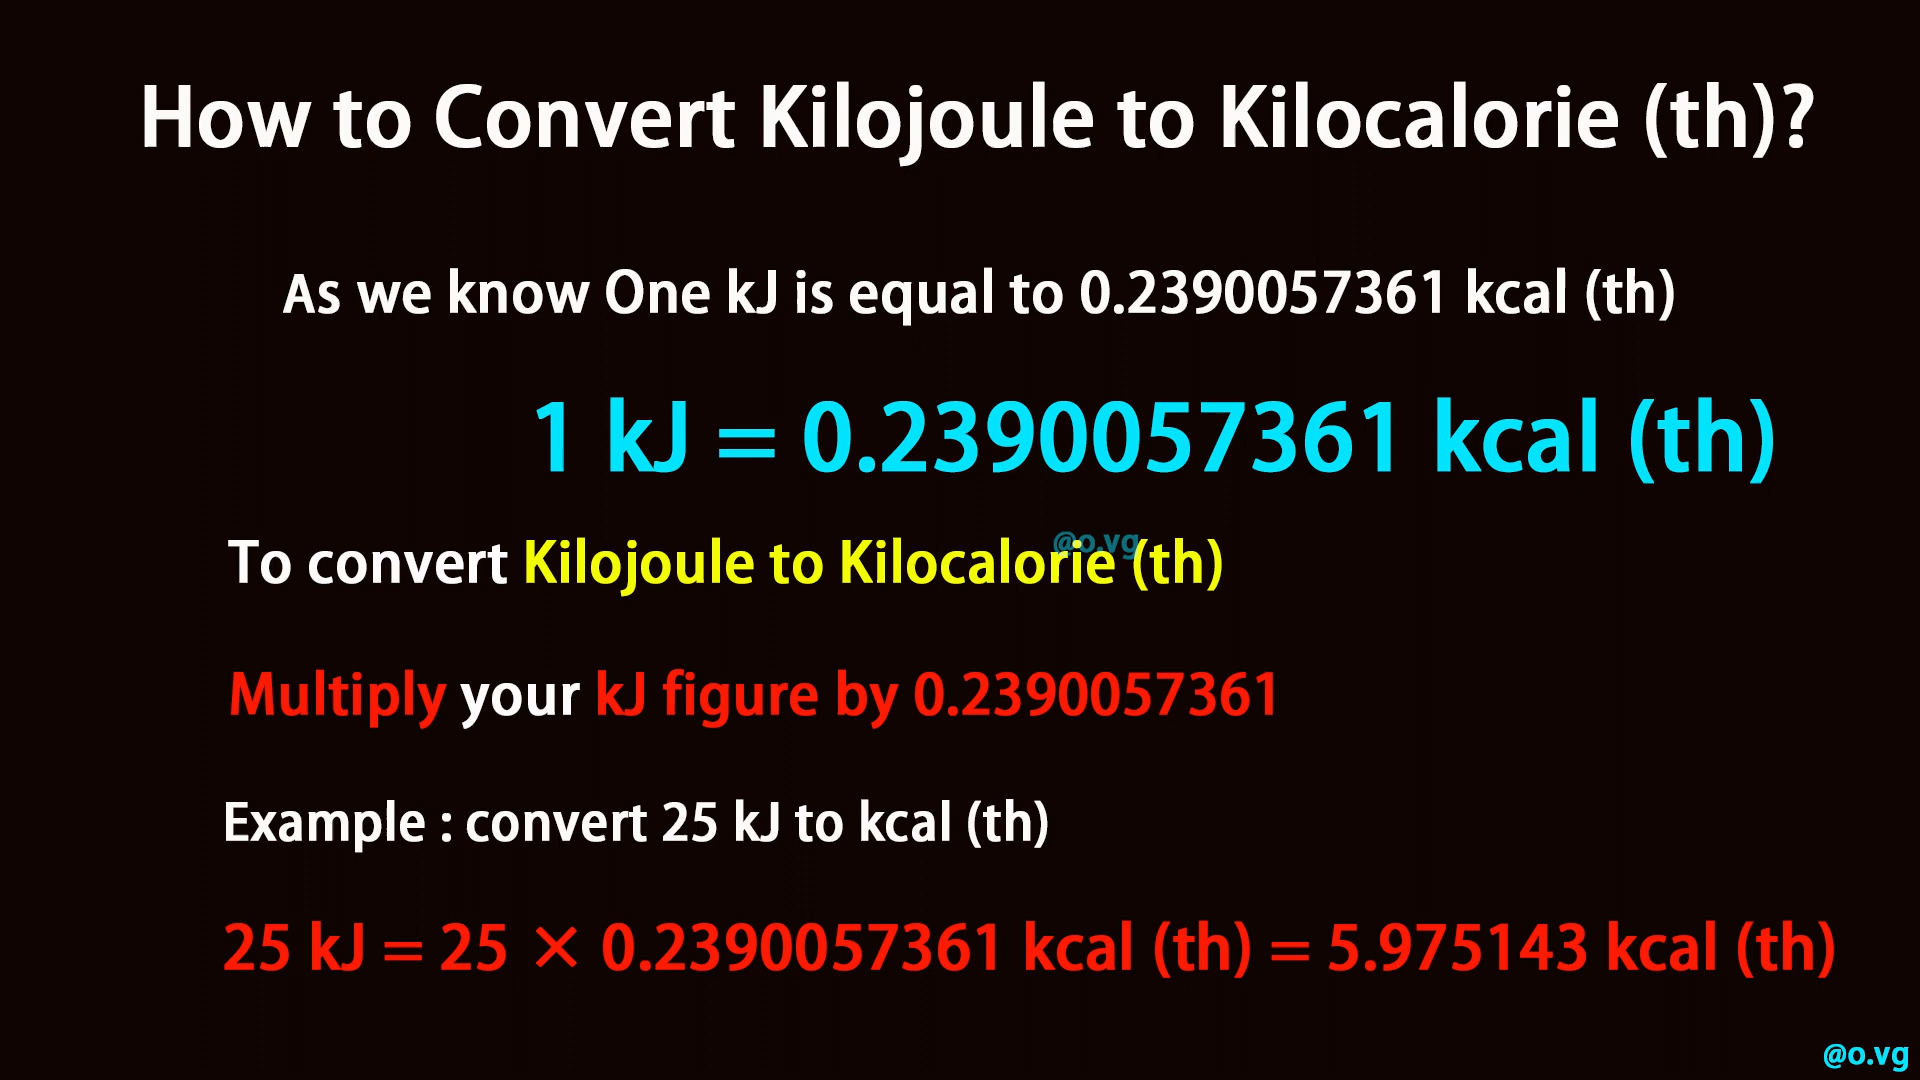 How to Convert Kilojoule to Kilocalorie (th)?
As we know One kJ is equal to 0.2390057361 kcal (th)
1 kJ = 0.2390057361 kcal (th)
@o.vg
To convert Kilojoule to Kilocalorie (th)
Multiply your kJ figure by 0.2390057361
Example : convert 25 kJ to kcal (th)
25 kJ = 25 × 0.2390057361 kcal (th) = 5.975143 kcal (th)
@o.vg